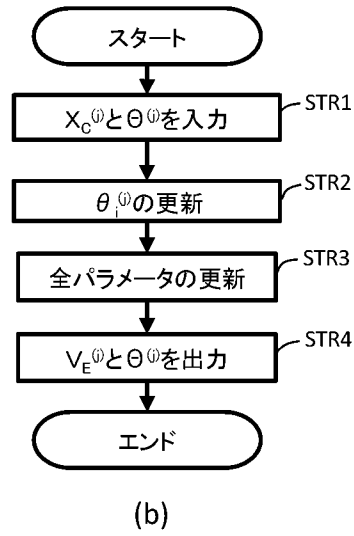 スタート
STR1
X_C^(j)とΘ^(j)を入力
STR2
θ_i^(j)の更新
STR3
全パラメータの更新
STR4
V_E^(j)とΘ^(j)を出力
エンド
(b)